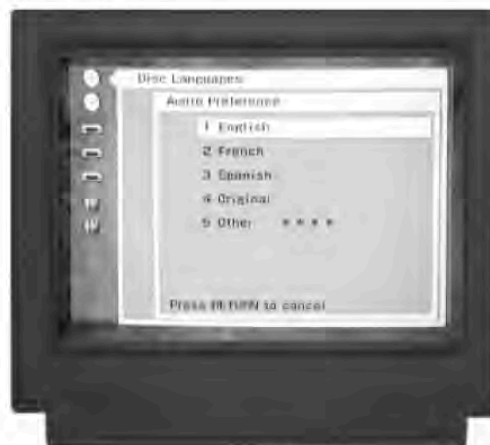 Disc Languages
Audio Preference
1 English
2 French
3 Spanish
4 Original
5 Other * * * *
Press RETURN to cancel